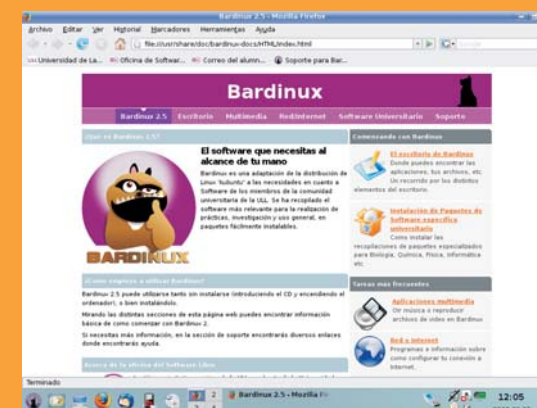 Bardinux 2.5 - Mozilla Firefox
Archivo Editar Ver Historial Marcadores Herramientas Ayuda
file:///usr/share/doc/bardinux-docs/HTML/index.html
Universidad de La... Oficina de Softwar... Correo del alumn... Soporte para Bar...
Bardinux
Bardinux 2.5 Escritorio Multimedia Red/Internet Software Universitario Soporte
¿Qué es Bardinux 2.5?
El software que necesitas al
alcance de tu mano
Bardinux es una adaptación de la distribución de
Linux 'kubuntu' a las necesidades en cuanto a
Software de los miembros de la comunidad
universitaria de la ULL. Se ha recopilado el
software más relevante para la realización de
prácticas, investigación y uso general, en
paquetes fácilmente instalables.
BARDINUX
¿Cómo empiezo a utilizar Bardinux?
Bardinux 2.5 puede utilizarse tanto sin instalarse (introduciendo el CD y encendiendo el
ordenador), o bien instalándolo.
Mirando las distintas secciones de esta página web puedes encontrar información
básica de como comenzar con Bardinux 2.
Si necesitas más información, en la sección de soporte encontrarás diversos enlaces
donde encontrarás ayuda.
Acerca de la oficina del Software Libre
Comenzando con Bardinux
El escritorio de Bardinux
Donde puedes encontrar las
aplicaciones, tus archivos, etc.
Un recorrido por los distintos
elementos del escritorio.
Instalación de Paquetes de
Software específico
universitario
Como instalar las
recopilaciones de paquetes especializados
para Biología, Química, Física, Informática
etc.
Tareas más frecuentes
Aplicaciones multimedia
Oir música o reproducir
archivos de video en Bardinux
Red e Internet
Programas e información sobre
como configurar tu conexión a
Internet.
Terminado
2
Bardinux 2.5 - Mozilla Fir
12:05